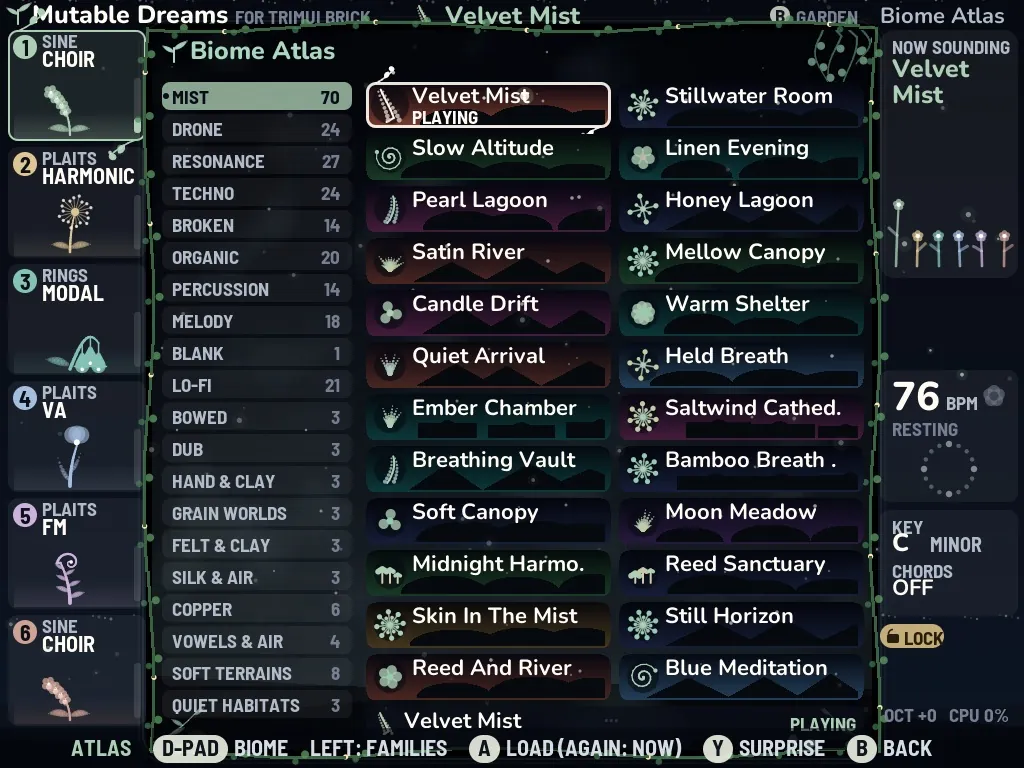 Mutable Dreams FOR TRIMUI BRICK
Velvet Mist
B GARDEN
Biome Atlas
1 SINE
CHOIR
2 PLAITS
HARMONIC
3 RINGS
MODAL
4 PLAITS
VA
5 PLAITS
FM
6 SINE
CHOIR
Biome Atlas
MIST 70
DRONE 24
RESONANCE 27
TECHNO 24
BROKEN 14
ORGANIC 20
PERCUSSION 14
MELODY 18
BLANK 1
LO-FI 21
BOWED 3
DUB 3
HAND & CLAY 3
GRAIN WORLDS 3
FELT & CLAY 3
SILK & AIR 3
COPPER 6
VOWELS & AIR 4
SOFT TERRAINS 8
QUIET HABITATS 3
Velvet Mist
PLAYING
Stillwater Room
Slow Altitude
Linen Evening
Pearl Lagoon
Honey Lagoon
Satin River
Mellow Canopy
Candle Drift
Warm Shelter
Quiet Arrival
Held Breath
Ember Chamber
Saltwind Cathed.
Breathing Vault
Bamboo Breath .
Soft Canopy
Moon Meadow
Midnight Harmo.
Reed Sanctuary
Skin In The Mist
Still Horizon
Reed And River
Blue Meditation
Velvet Mist
PLAYING
NOW SOUNDING
Velvet
Mist
76 BPM
RESTING
KEY
C MINOR
CHORDS
OFF
LOCK
OCT +0 CPU 0%
ATLAS D-PAD BIOME LEFT: FAMILIES A LOAD (AGAIN: NOW) Y SURPRISE B BACK